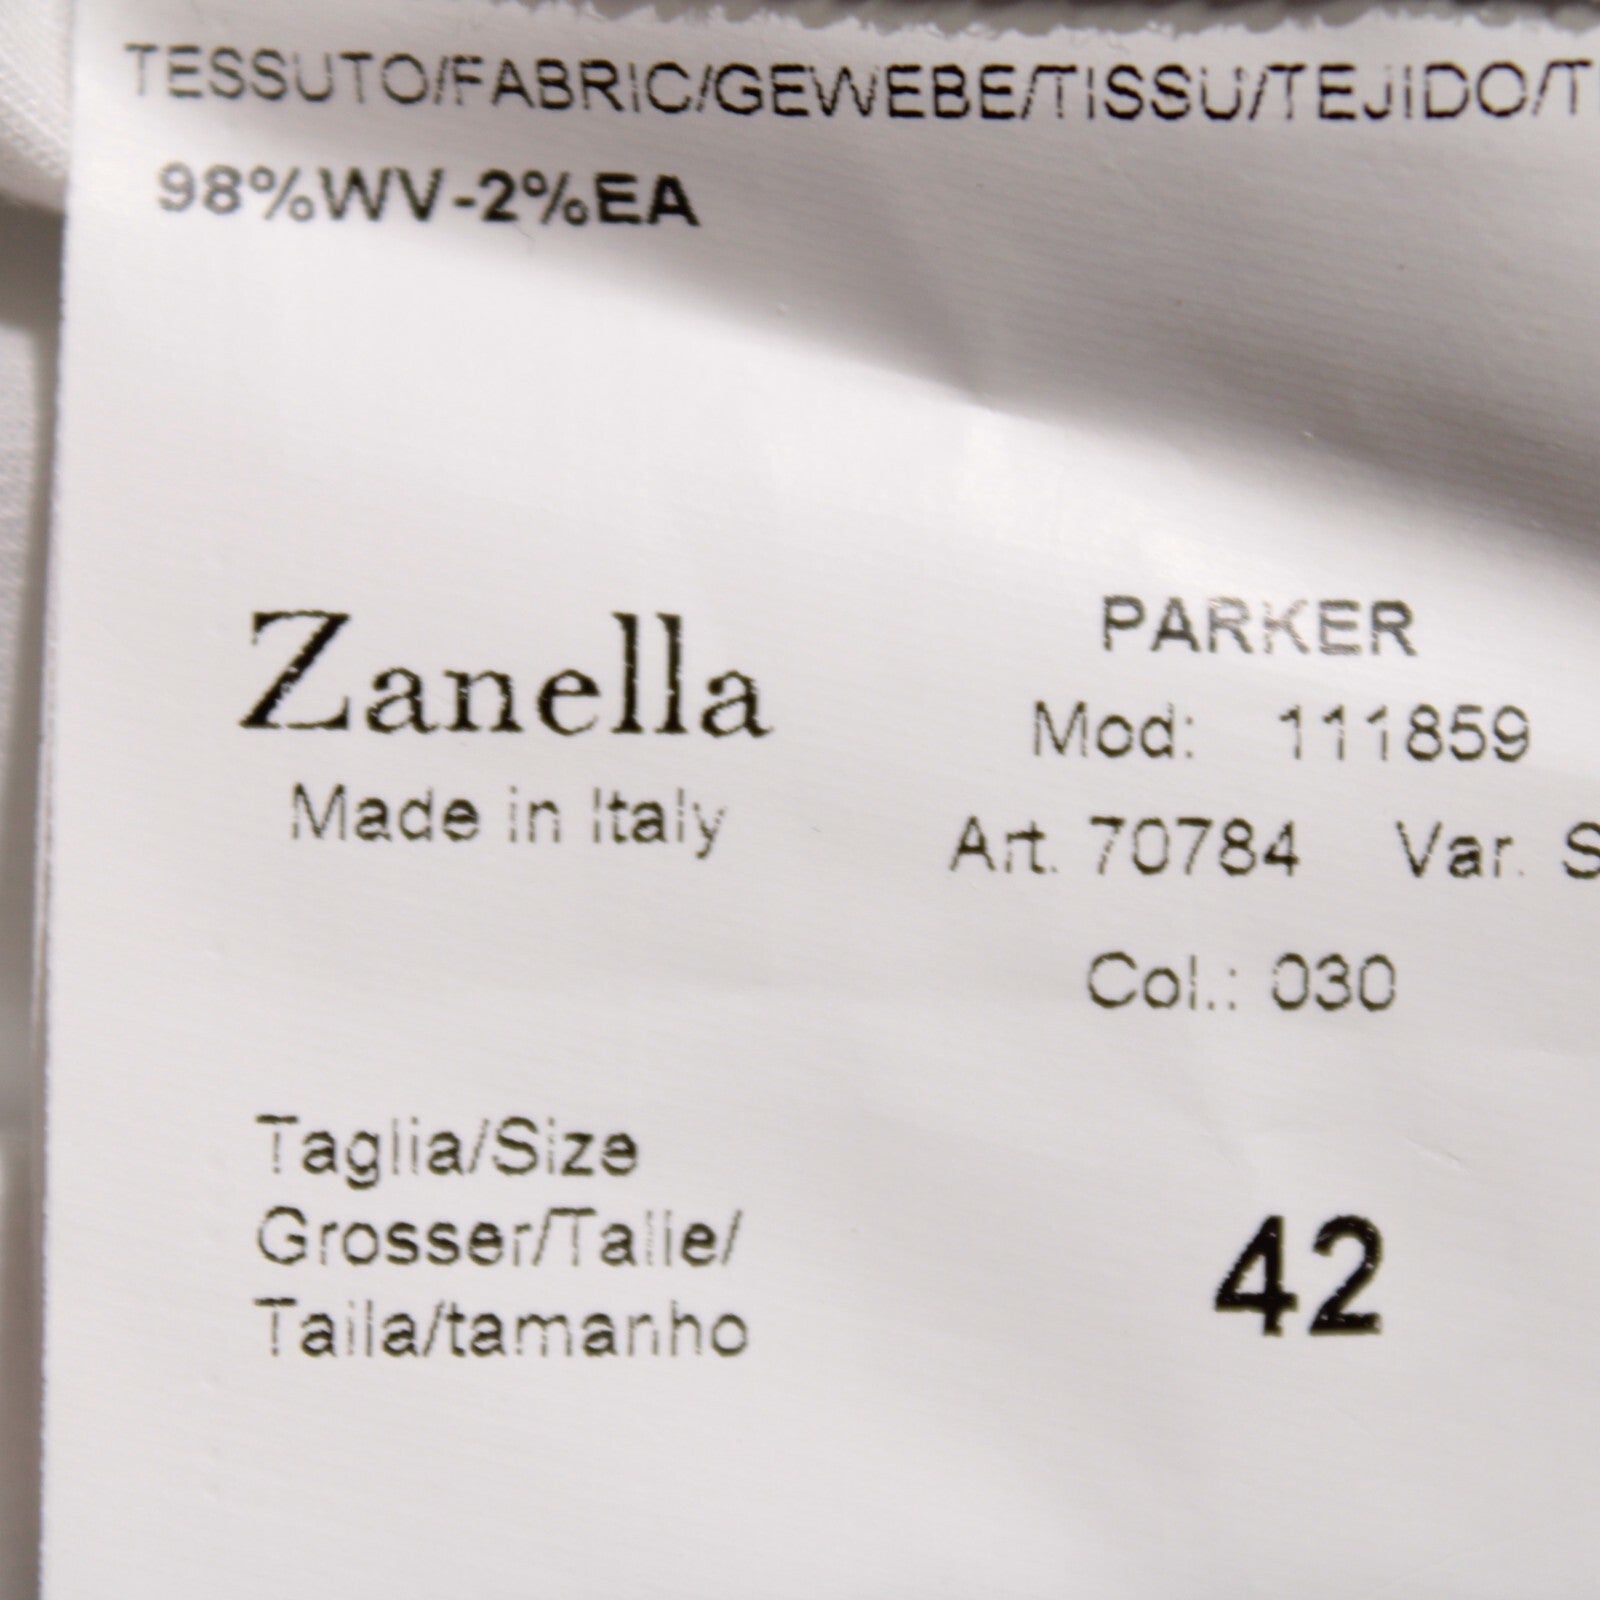 TESSUTO/FABRIC/GEWEBE/TISSU/TEJIDO/T
98%WV-2%EA
Zanella
Made in Italy
PARKER
Mod: 111859
Art. 70784 Var. S
Col.: 030
Taglia/Size
Grosser/Talie/
Taila/tamanho
42